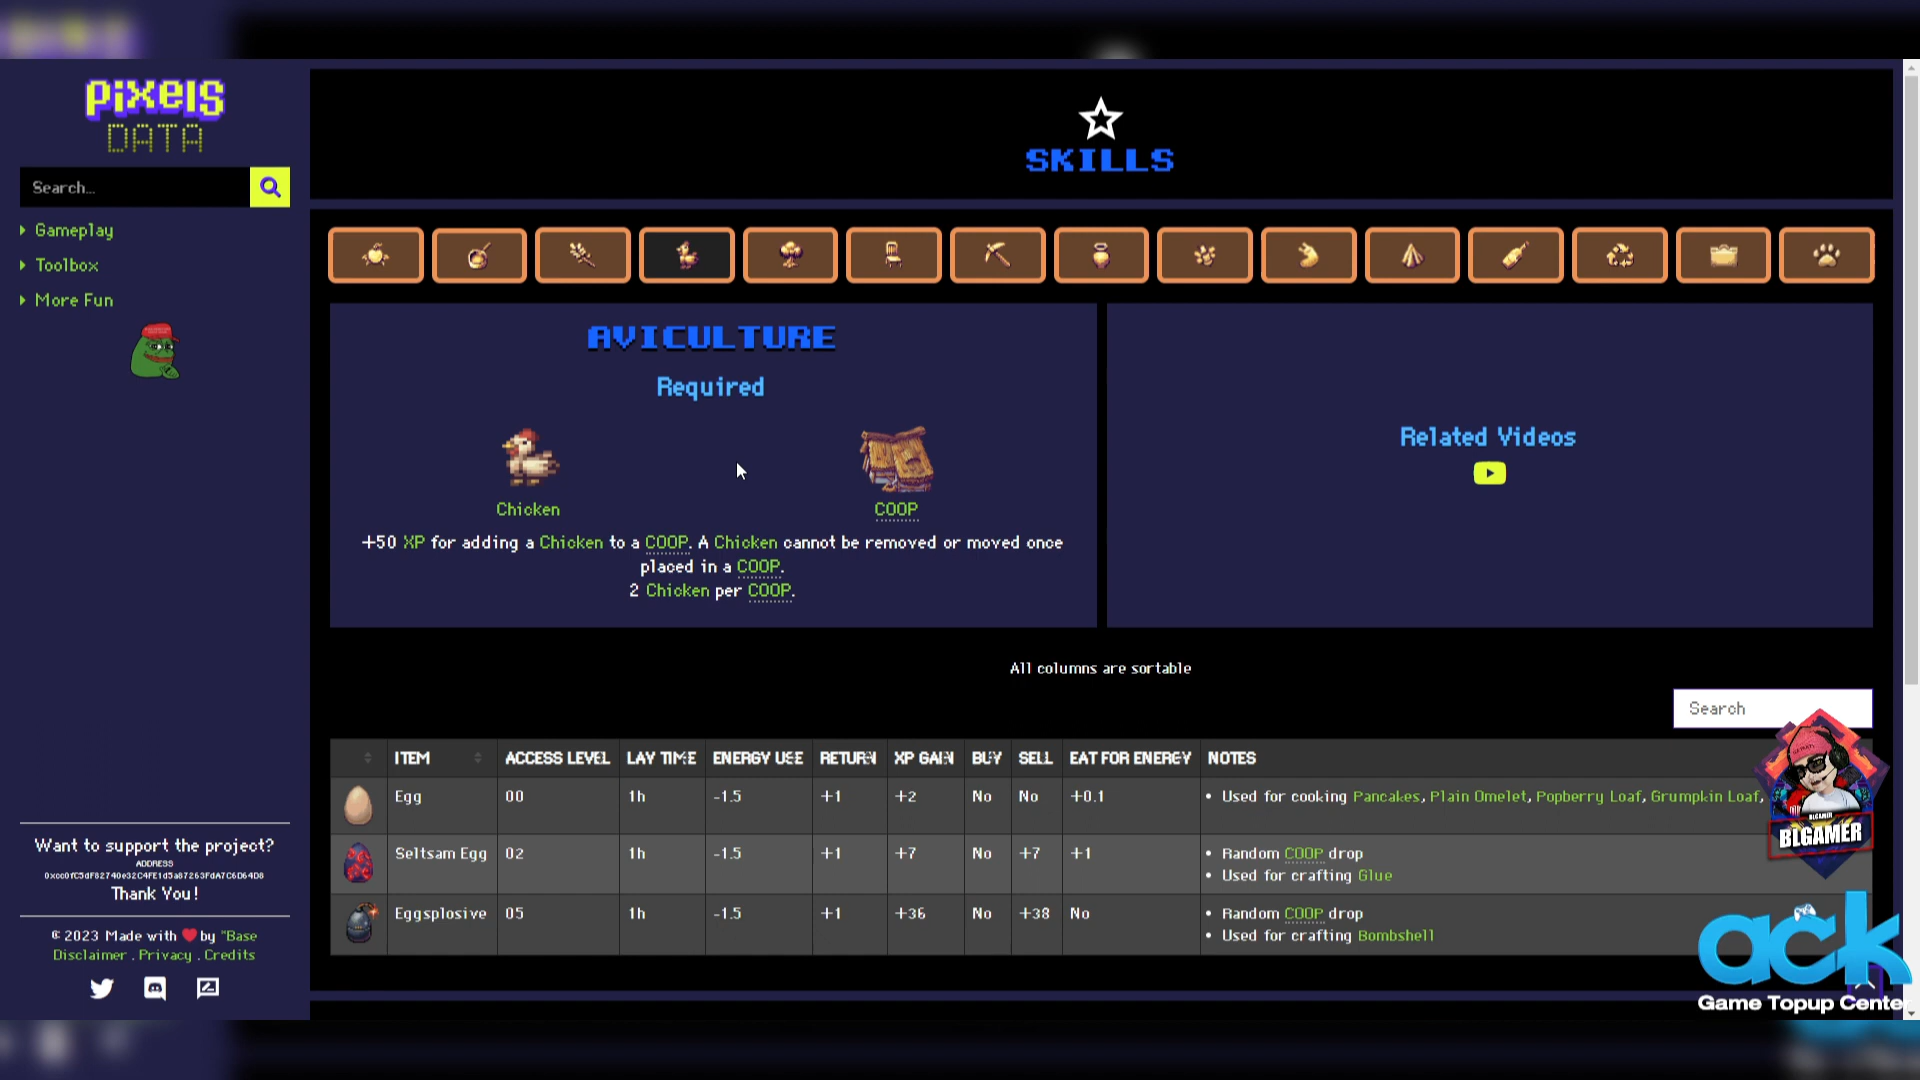 pixels
DATA
Search...
Gameplay
Toolbox
More Fun
Want to support the project?
ADDRESS
Thank You!
© 2023 Made with ❤ by "Base
Disclaimer . Privacy . Credits
SKILLS
AVICULTURE
Required
Chicken
COOP
+50 XP for adding a Chicken to a COOP. A Chicken cannot be removed or moved once
placed in a COOP.
2 Chicken per COOP.
Related Videos
All columns are sortable
Search
ITEM ACCESS LEVEL LAY TIME ENERGY USE RETURN XP GAIN BUY SELL EAT FOR ENERGY NOTES
Egg 00 1h -1.5 +1 +2 No No +0.1 • Used for cooking Pancakes, Plain Omelet, Popberry Loaf, Grumpkin Loaf,
Seltsam Egg 02 1h -1.5 +1 +7 No +7 +1 • Random COOP drop
• Used for crafting Glue
Eggsplosive 05 1h -1.5 +1 +36 No +38 No • Random COOP drop
• Used for crafting Bombshell
BLGAMER
BLGAMER
ack
Game Topup Center